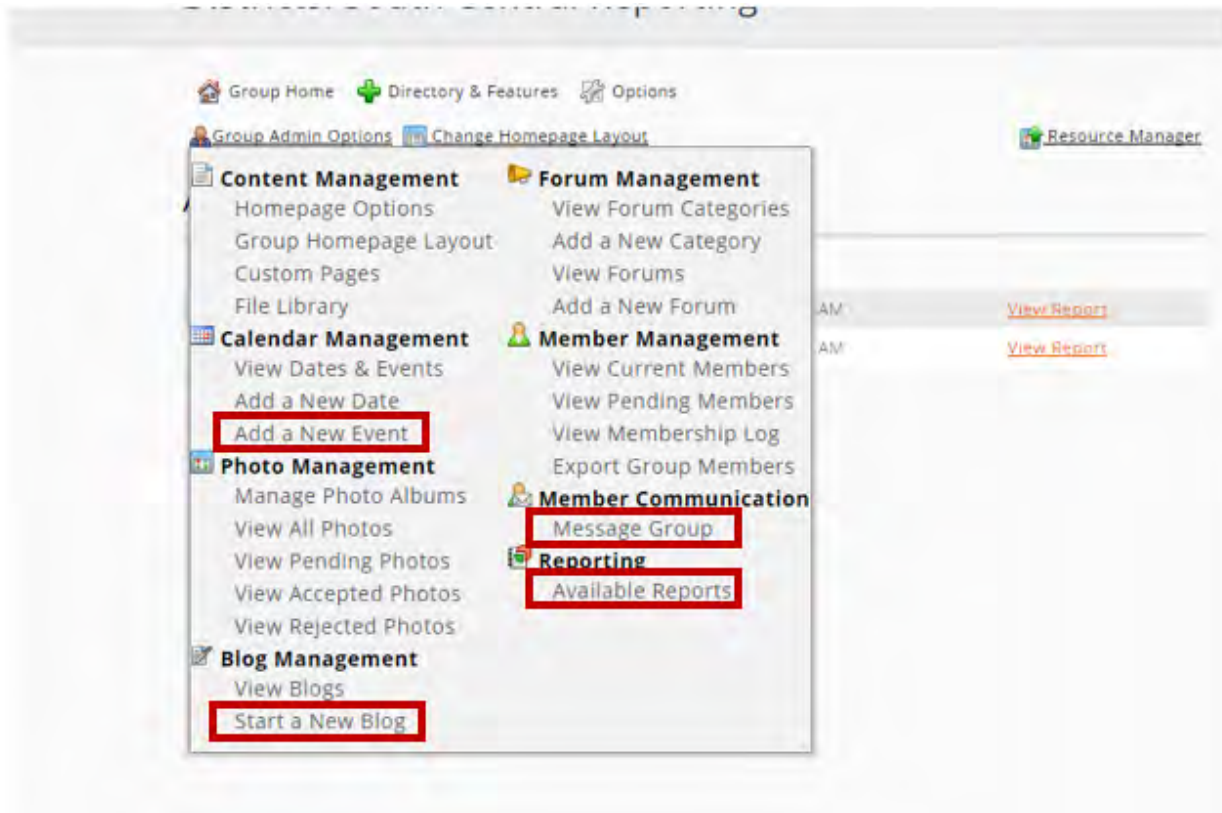 Districts: South Central Reporting
Group Home Directory & Features Options
Group Admin Options Change Homepage Layout Resource Manager
Content Management
Homepage Options
Group Homepage Layout
Custom Pages
File Library
Calendar Management
View Dates & Events
Add a New Date
Add a New Event
Photo Management
Manage Photo Albums
View All Photos
View Pending Photos
View Accepted Photos
View Rejected Photos
Blog Management
View Blogs
Start a New Blog
Forum Management
View Forum Categories
Add a New Category
View Forums
Add a New Forum
Member Management
View Current Members
View Pending Members
View Membership Log
Export Group Members
Member Communication
Message Group
Reporting
Available Reports
AM View Report
AM View Report